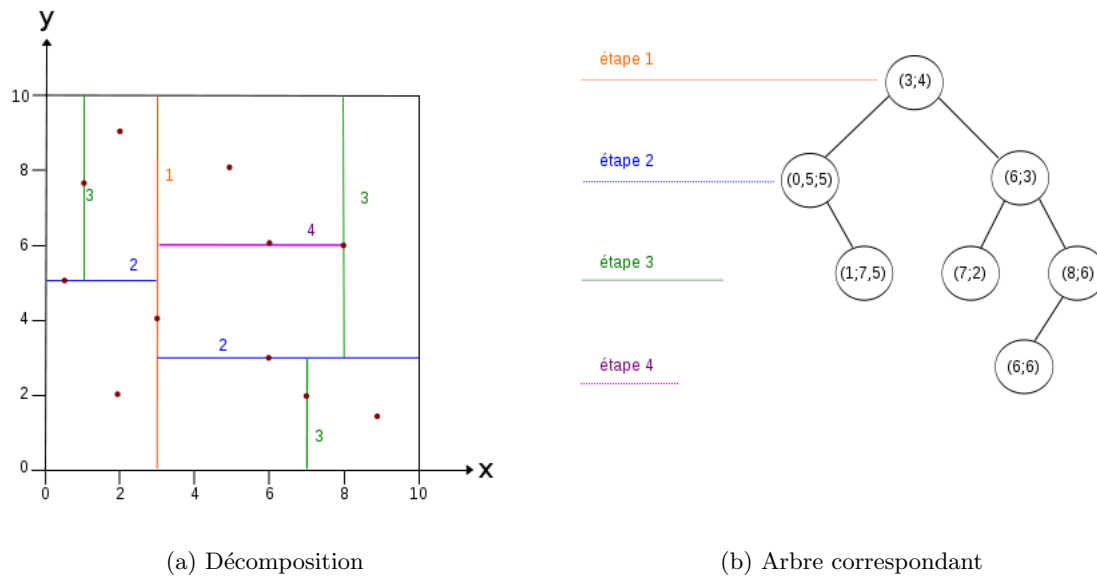 y
10
8
6
4
2
0
0 2 4 6 8 10
x
1
2
2
3
3
3
4
étape 1
étape 2
étape 3
étape 4
(3;4)
(0,5;5)
(6;3)
(1;7,5)
(7;2)
(8;6)
(6;6)
(a) Décomposition
(b) Arbre correspondant